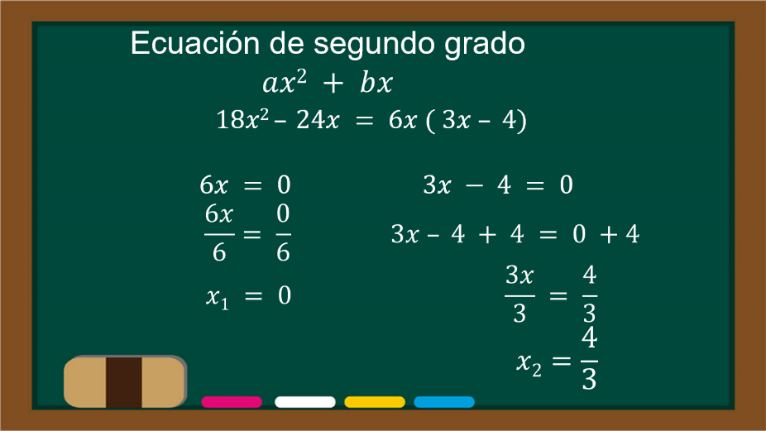 Ecuación de segundo grado
ax² + bx
18x² – 24x = 6x ( 3x – 4)
6x = 0
6x/6 = 0/6
x₁ = 0
3x − 4 = 0
3x – 4 + 4 = 0 + 4
3x/3 = 4/3
x₂ = 4/3